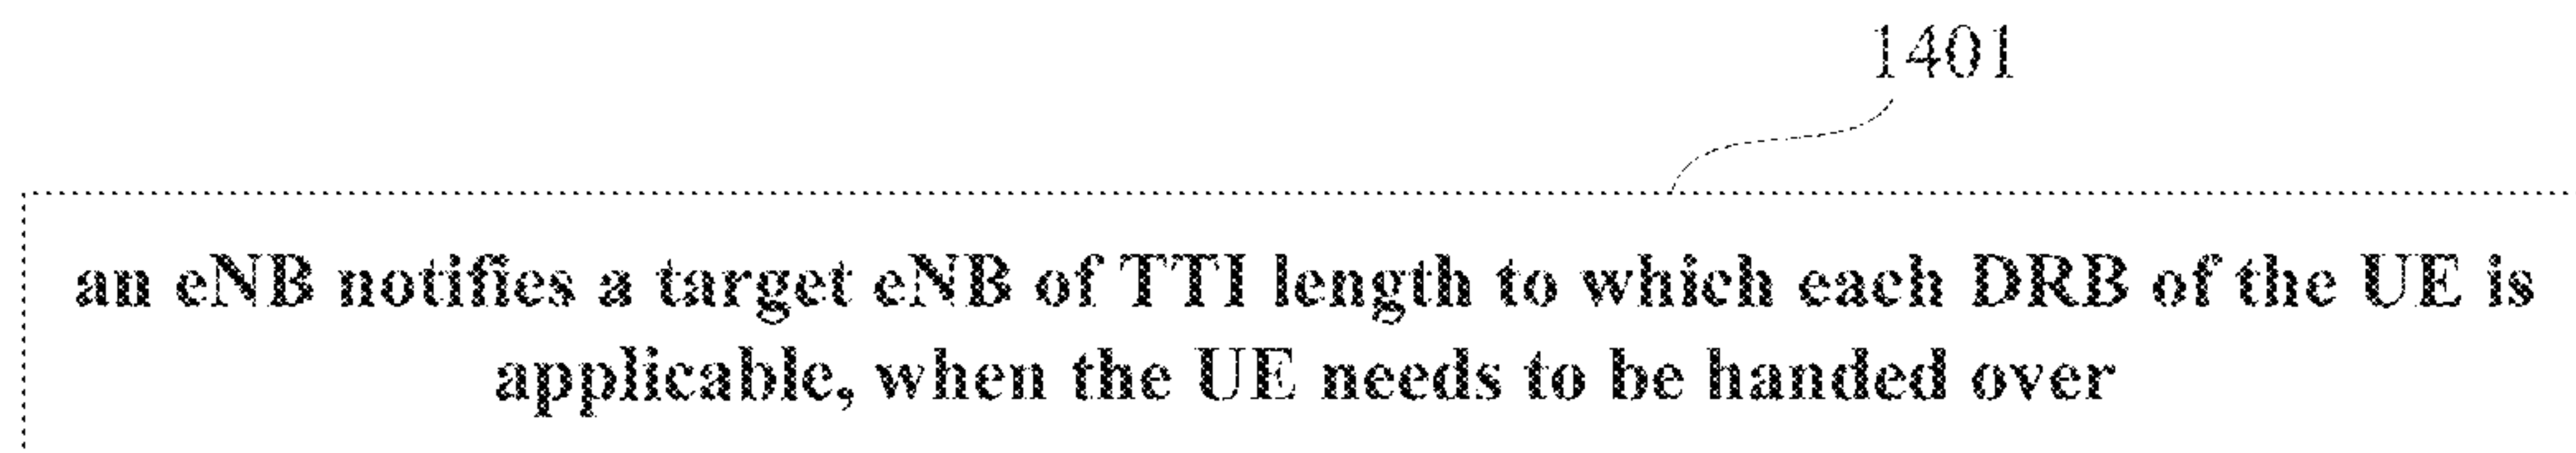 1401
an eNB notifies a target eNB of TTI length to which each DRB of the UE is
applicable, when the UE needs to be handed over